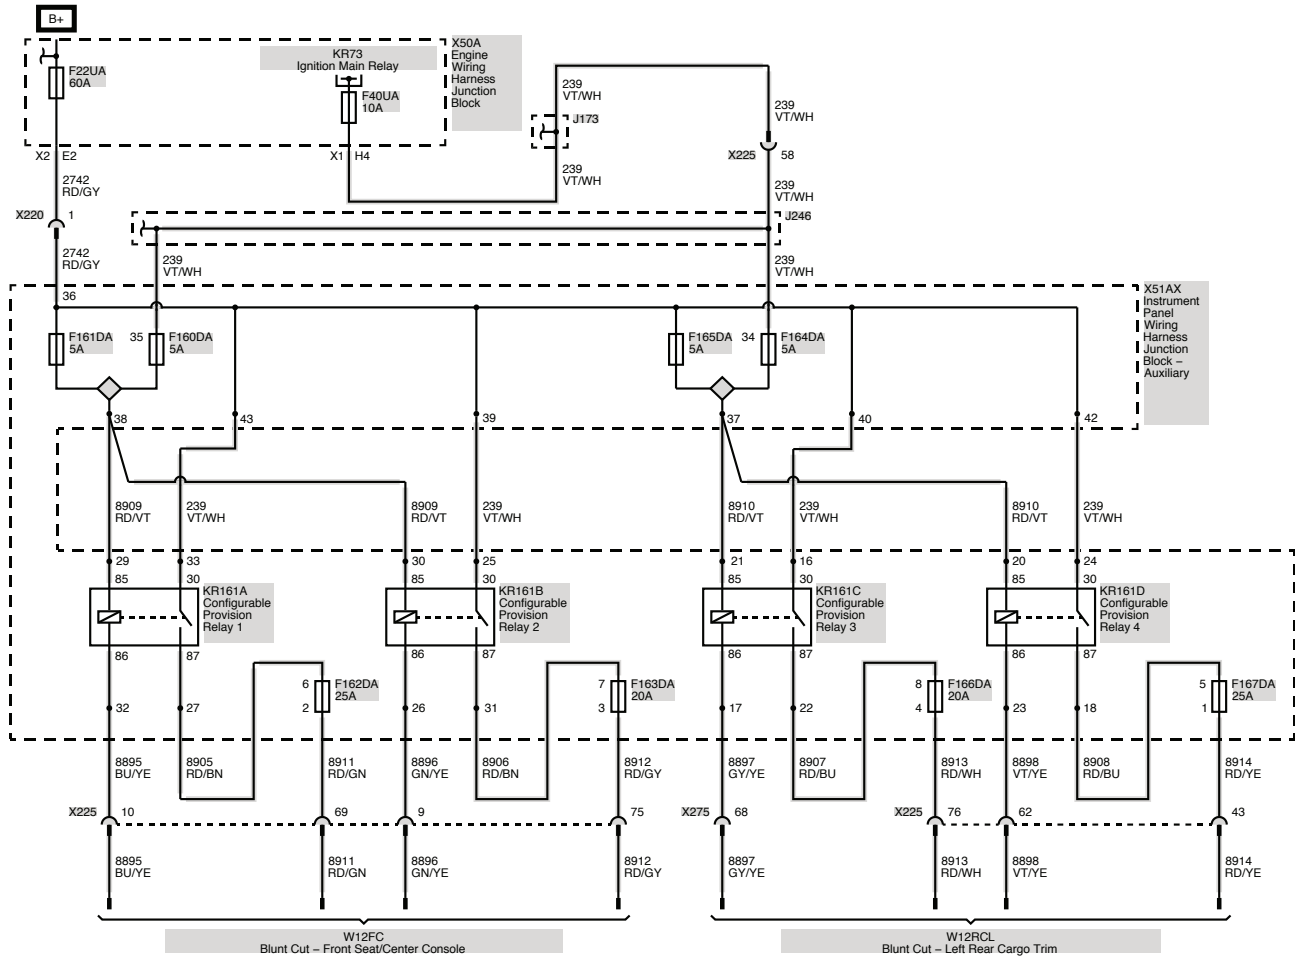 B+
F22UA
60A
KR73
Ignition Main Relay
F40UA
10A
X50A
Engine
Wiring
Harness
Junction
Block
X2 E2
X1 H4
239
VT/WH
J173
239
VT/WH
239
VT/WH
X225 58
2742
RD/GY
X220 1
239
VT/WH
J246
2742
RD/GY
239
VT/WH
239
VT/WH
36
X51AX
Instrument
Panel
Wiring
Harness
Junction
Block –
Auxiliary
F161DA
5A
35
F160DA
5A
F165DA
5A
34
F164DA
5A
38 43 39 37 40 42
8909
RD/VT
239
VT/WH
8909
RD/VT
239
VT/WH
8910
RD/VT
239
VT/WH
8910
RD/VT
239
VT/WH
29 33 30 25 21 16 20 24
85 30 85 30 85 30 85 30
KR161A
Configurable
Provision
Relay 1
KR161B
Configurable
Provision
Relay 2
KR161C
Configurable
Provision
Relay 3
KR161D
Configurable
Provision
Relay 4
86 87 86 87 86 87 86 87
6
F162DA
25A
2
7
F163DA
20A
3
8
F166DA
20A
4
5
F167DA
25A
1
32 27 26 31 17 22 23 18
8895
BU/YE
8905
RD/BN
8911
RD/GN
8896
GN/YE
8906
RD/BN
8912
RD/GY
8897
GY/YE
8907
RD/BU
8913
RD/WH
8898
VT/YE
8908
RD/BU
8914
RD/YE
X225 10 69 9 75 X275 68 X225 76 62 43
8895
BU/YE
8911
RD/GN
8896
GN/YE
8912
RD/GY
8897
GY/YE
8913
RD/WH
8898
VT/YE
8914
RD/YE
W12FC
Blunt Cut – Front Seat/Center Console
W12RCL
Blunt Cut – Left Rear Cargo Trim